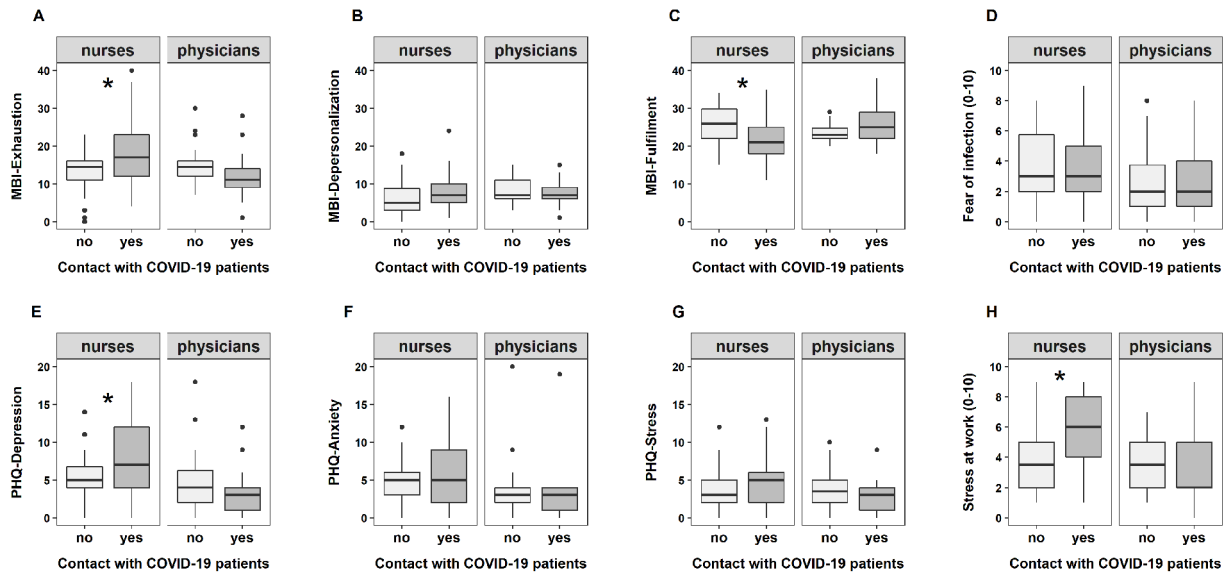 A
B
C
D
nurses physicians
nurses physicians
nurses physicians
nurses physicians
MBI-Exhaustion
40
30
20
10
0
*
no yes no yes
Contact with COVID-19 patients
MBI-Depersonalization
40
30
20
10
0
no yes no yes
Contact with COVID-19 patients
MBI-Fulfillment
40
30
20
10
0
*
no yes no yes
Contact with COVID-19 patients
Fear of infection (0-10)
10
8
6
4
2
0
no yes no yes
Contact with COVID-19 patients
E
F
G
H
nurses physicians
nurses physicians
nurses physicians
nurses physicians
PHQ-Depression
20
15
10
5
0
*
no yes no yes
Contact with COVID-19 patients
PHQ-Anxiety
20
15
10
5
0
no yes no yes
Contact with COVID-19 patients
PHQ-Stress
20
15
10
5
0
no yes no yes
Contact with COVID-19 patients
Stress at work (0-10)
10
8
6
4
2
0
*
no yes no yes
Contact with COVID-19 patients